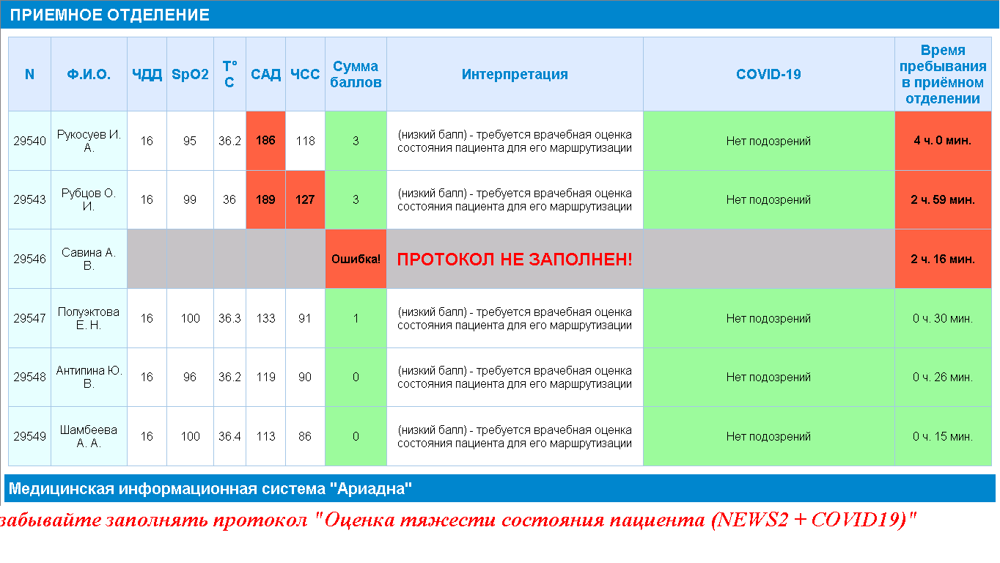 ПРИЕМНОЕ ОТДЕЛЕНИЕ
N Ф.И.О. ЧДД SpO2 T° C САД ЧСС Сумма баллов Интерпретация COVID-19 Время пребывания в приёмном отделении
29540 Рукосуев И. А. 16 95 36.2 186 118 3 (низкий балл) - требуется врачебная оценка состояния пациента для его маршрутизации Нет подозрений 4 ч. 0 мин.
29543 Рубцов О. И. 16 99 36 189 127 3 (низкий балл) - требуется врачебная оценка состояния пациента для его маршрутизации Нет подозрений 2 ч. 59 мин.
29546 Савина А. В. Ошибка! ПРОТОКОЛ НЕ ЗАПОЛНЕН! 2 ч. 16 мин.
29547 Полуэктова Е. Н. 16 100 36.3 133 91 1 (низкий балл) - требуется врачебная оценка состояния пациента для его маршрутизации Нет подозрений 0 ч. 30 мин.
29548 Антипина Ю. В. 16 96 36.2 119 90 0 (низкий балл) - требуется врачебная оценка состояния пациента для его маршрутизации Нет подозрений 0 ч. 26 мин.
29549 Шамбеева А. А. 16 100 36.4 113 86 0 (низкий балл) - требуется врачебная оценка состояния пациента для его маршрутизации Нет подозрений 0 ч. 15 мин.
Медицинская информационная система "Ариадна"
забывайте заполнять протокол "Оценка тяжести состояния пациента (NEWS2 + COVID19)"